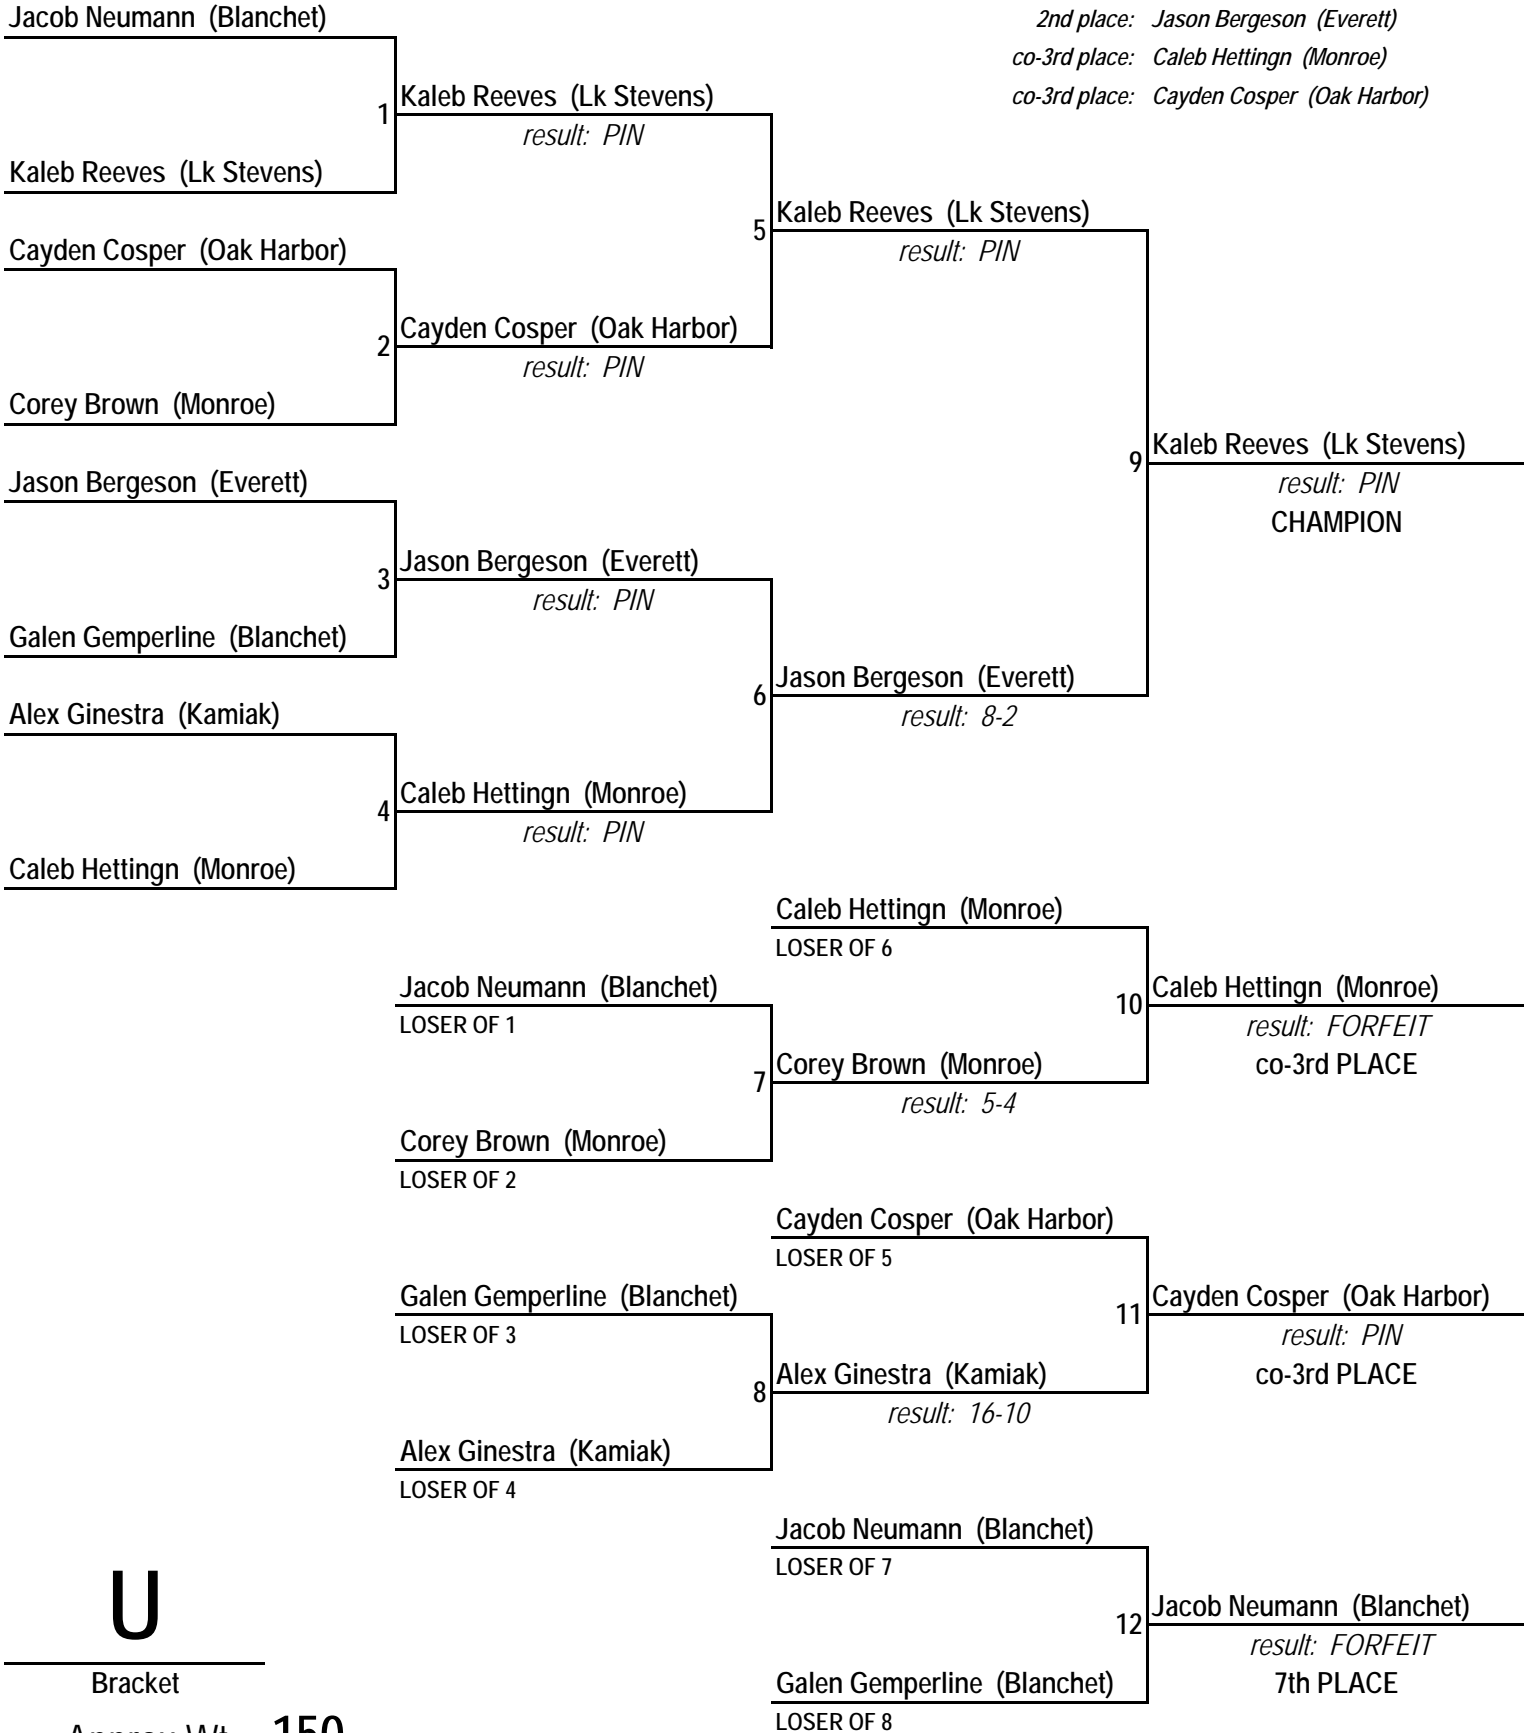 Jacob Neumann (Blanchet)
2nd place: Jason Bergeson (Everett)
co-3rd place: Caleb Hettingn (Monroe)
co-3rd place: Cayden Cosper (Oak Harbor)
1
Kaleb Reeves (Lk Stevens)
result: PIN
Kaleb Reeves (Lk Stevens)
5
Kaleb Reeves (Lk Stevens)
result: PIN
Cayden Cosper (Oak Harbor)
2
Cayden Cosper (Oak Harbor)
result: PIN
Corey Brown (Monroe)
9
Kaleb Reeves (Lk Stevens)
result: PIN
CHAMPION
Jason Bergeson (Everett)
3
Jason Bergeson (Everett)
result: PIN
Galen Gemperline (Blanchet)
6
Jason Bergeson (Everett)
result: 8-2
Alex Ginestra (Kamiak)
4
Caleb Hettingn (Monroe)
result: PIN
Caleb Hettingn (Monroe)
Caleb Hettingn (Monroe)
LOSER OF 6
Jacob Neumann (Blanchet)
LOSER OF 1
10
Caleb Hettingn (Monroe)
result: FORFEIT
co-3rd PLACE
7
Corey Brown (Monroe)
result: 5-4
Corey Brown (Monroe)
LOSER OF 2
Cayden Cosper (Oak Harbor)
LOSER OF 5
Galen Gemperline (Blanchet)
LOSER OF 3
11
Cayden Cosper (Oak Harbor)
result: PIN
co-3rd PLACE
8
Alex Ginestra (Kamiak)
result: 16-10
Alex Ginestra (Kamiak)
LOSER OF 4
Jacob Neumann (Blanchet)
LOSER OF 7
12
Jacob Neumann (Blanchet)
result: FORFEIT
7th PLACE
Galen Gemperline (Blanchet)
LOSER OF 8
U
Bracket
Approx Wt 150